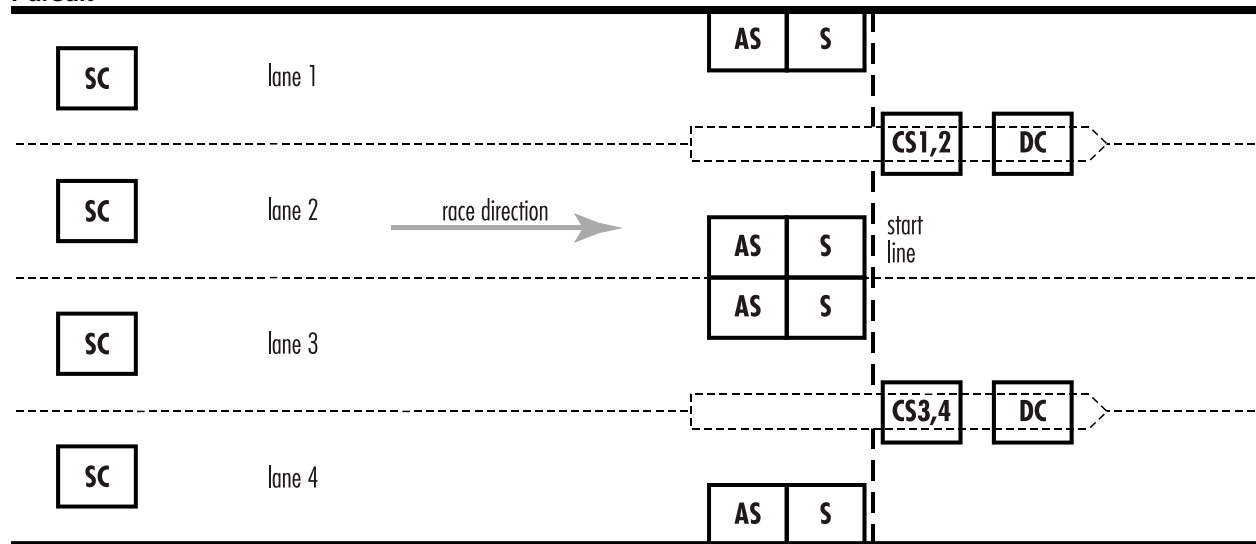 AS S
SC lane 1
CS1,2 DC
SC lane 2 race direction
AS S start
line
AS S
SC lane 3
CS3,4 DC
SC lane 4
AS S